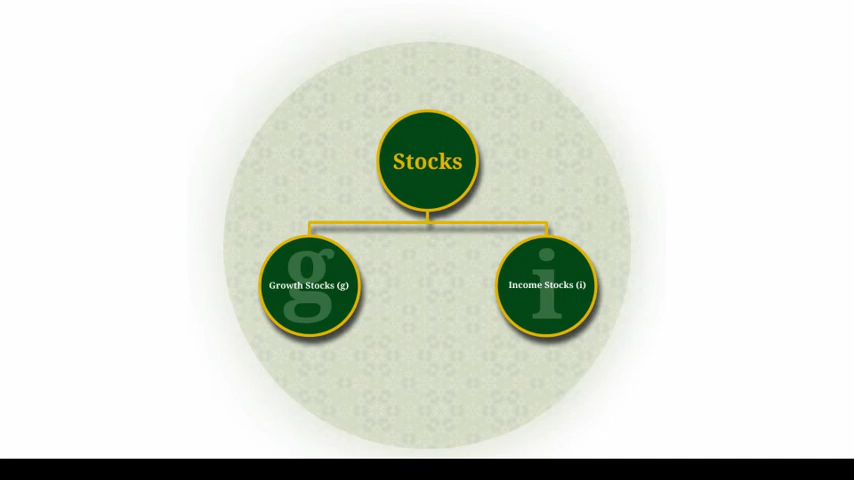 Stocks
g
Growth Stocks (g)
i
Income Stocks (i)